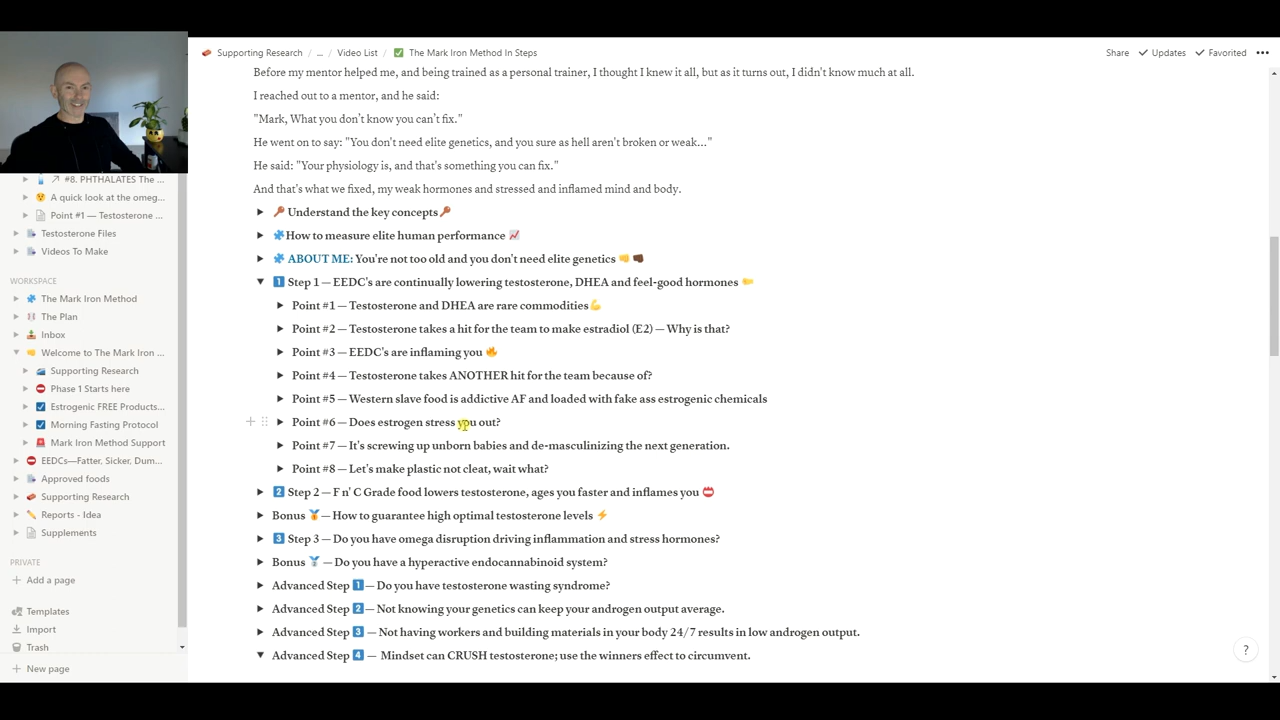 Supporting Research / ... / Video List / The Mark Iron Method In Steps
Share Updates Favorited •••
Before my mentor helped me, and being trained as a personal trainer, I thought I knew it all, but as it turns out, I didn't know much at all.
I reached out to a mentor, and he said:
"Mark, What you don't know you can't fix."
He went on to say: "You don't need elite genetics, and you sure as hell aren't broken or weak..."
He said: "Your physiology is, and that's something you can fix."
And that's what we fixed, my weak hormones and stressed and inflamed mind and body.
Understand the key concepts
How to measure elite human performance
ABOUT ME: You're not too old and you don't need elite genetics
1 Step 1 — EEDC's are continually lowering testosterone, DHEA and feel-good hormones
Point #1 — Testosterone and DHEA are rare commodities
Point #2 — Testosterone takes a hit for the team to make estradiol (E2) — Why is that?
Point #3 — EEDC's are inflaming you
Point #4 — Testosterone takes ANOTHER hit for the team because of?
Point #5 — Western slave food is addictive AF and loaded with fake ass estrogenic chemicals
Point #6 — Does estrogen stress you out?
Point #7 — It's screwing up unborn babies and de-masculinizing the next generation.
Point #8 — Let's make plastic not cleat, wait what?
2 Step 2 — F n' C Grade food lowers testosterone, ages you faster and inflames you
Bonus — How to guarantee high optimal testosterone levels
3 Step 3 — Do you have omega disruption driving inflammation and stress hormones?
Bonus — Do you have a hyperactive endocannabinoid system?
Advanced Step 1 — Do you have testosterone wasting syndrome?
Advanced Step 2 — Not knowing your genetics can keep your androgen output average.
Advanced Step 3 — Not having workers and building materials in your body 24/7 results in low androgen output.
Advanced Step 4 — Mindset can CRUSH testosterone; use the winners effect to circumvent.
#8. PHTHALATES The ...
A quick look at the omeg...
Point #1 — Testosterone ...
Testosterone Files
Videos To Make
WORKSPACE
The Mark Iron Method
The Plan
Inbox
Welcome to The Mark Iron ...
Supporting Research
Phase 1 Starts here
Estrogenic FREE Products...
Morning Fasting Protocol
Mark Iron Method Support
EEDCs—Fatter, Sicker, Dum...
Approved foods
Supporting Research
Reports - Idea
Supplements
PRIVATE
Add a page
Templates
Import
Trash
New page
?